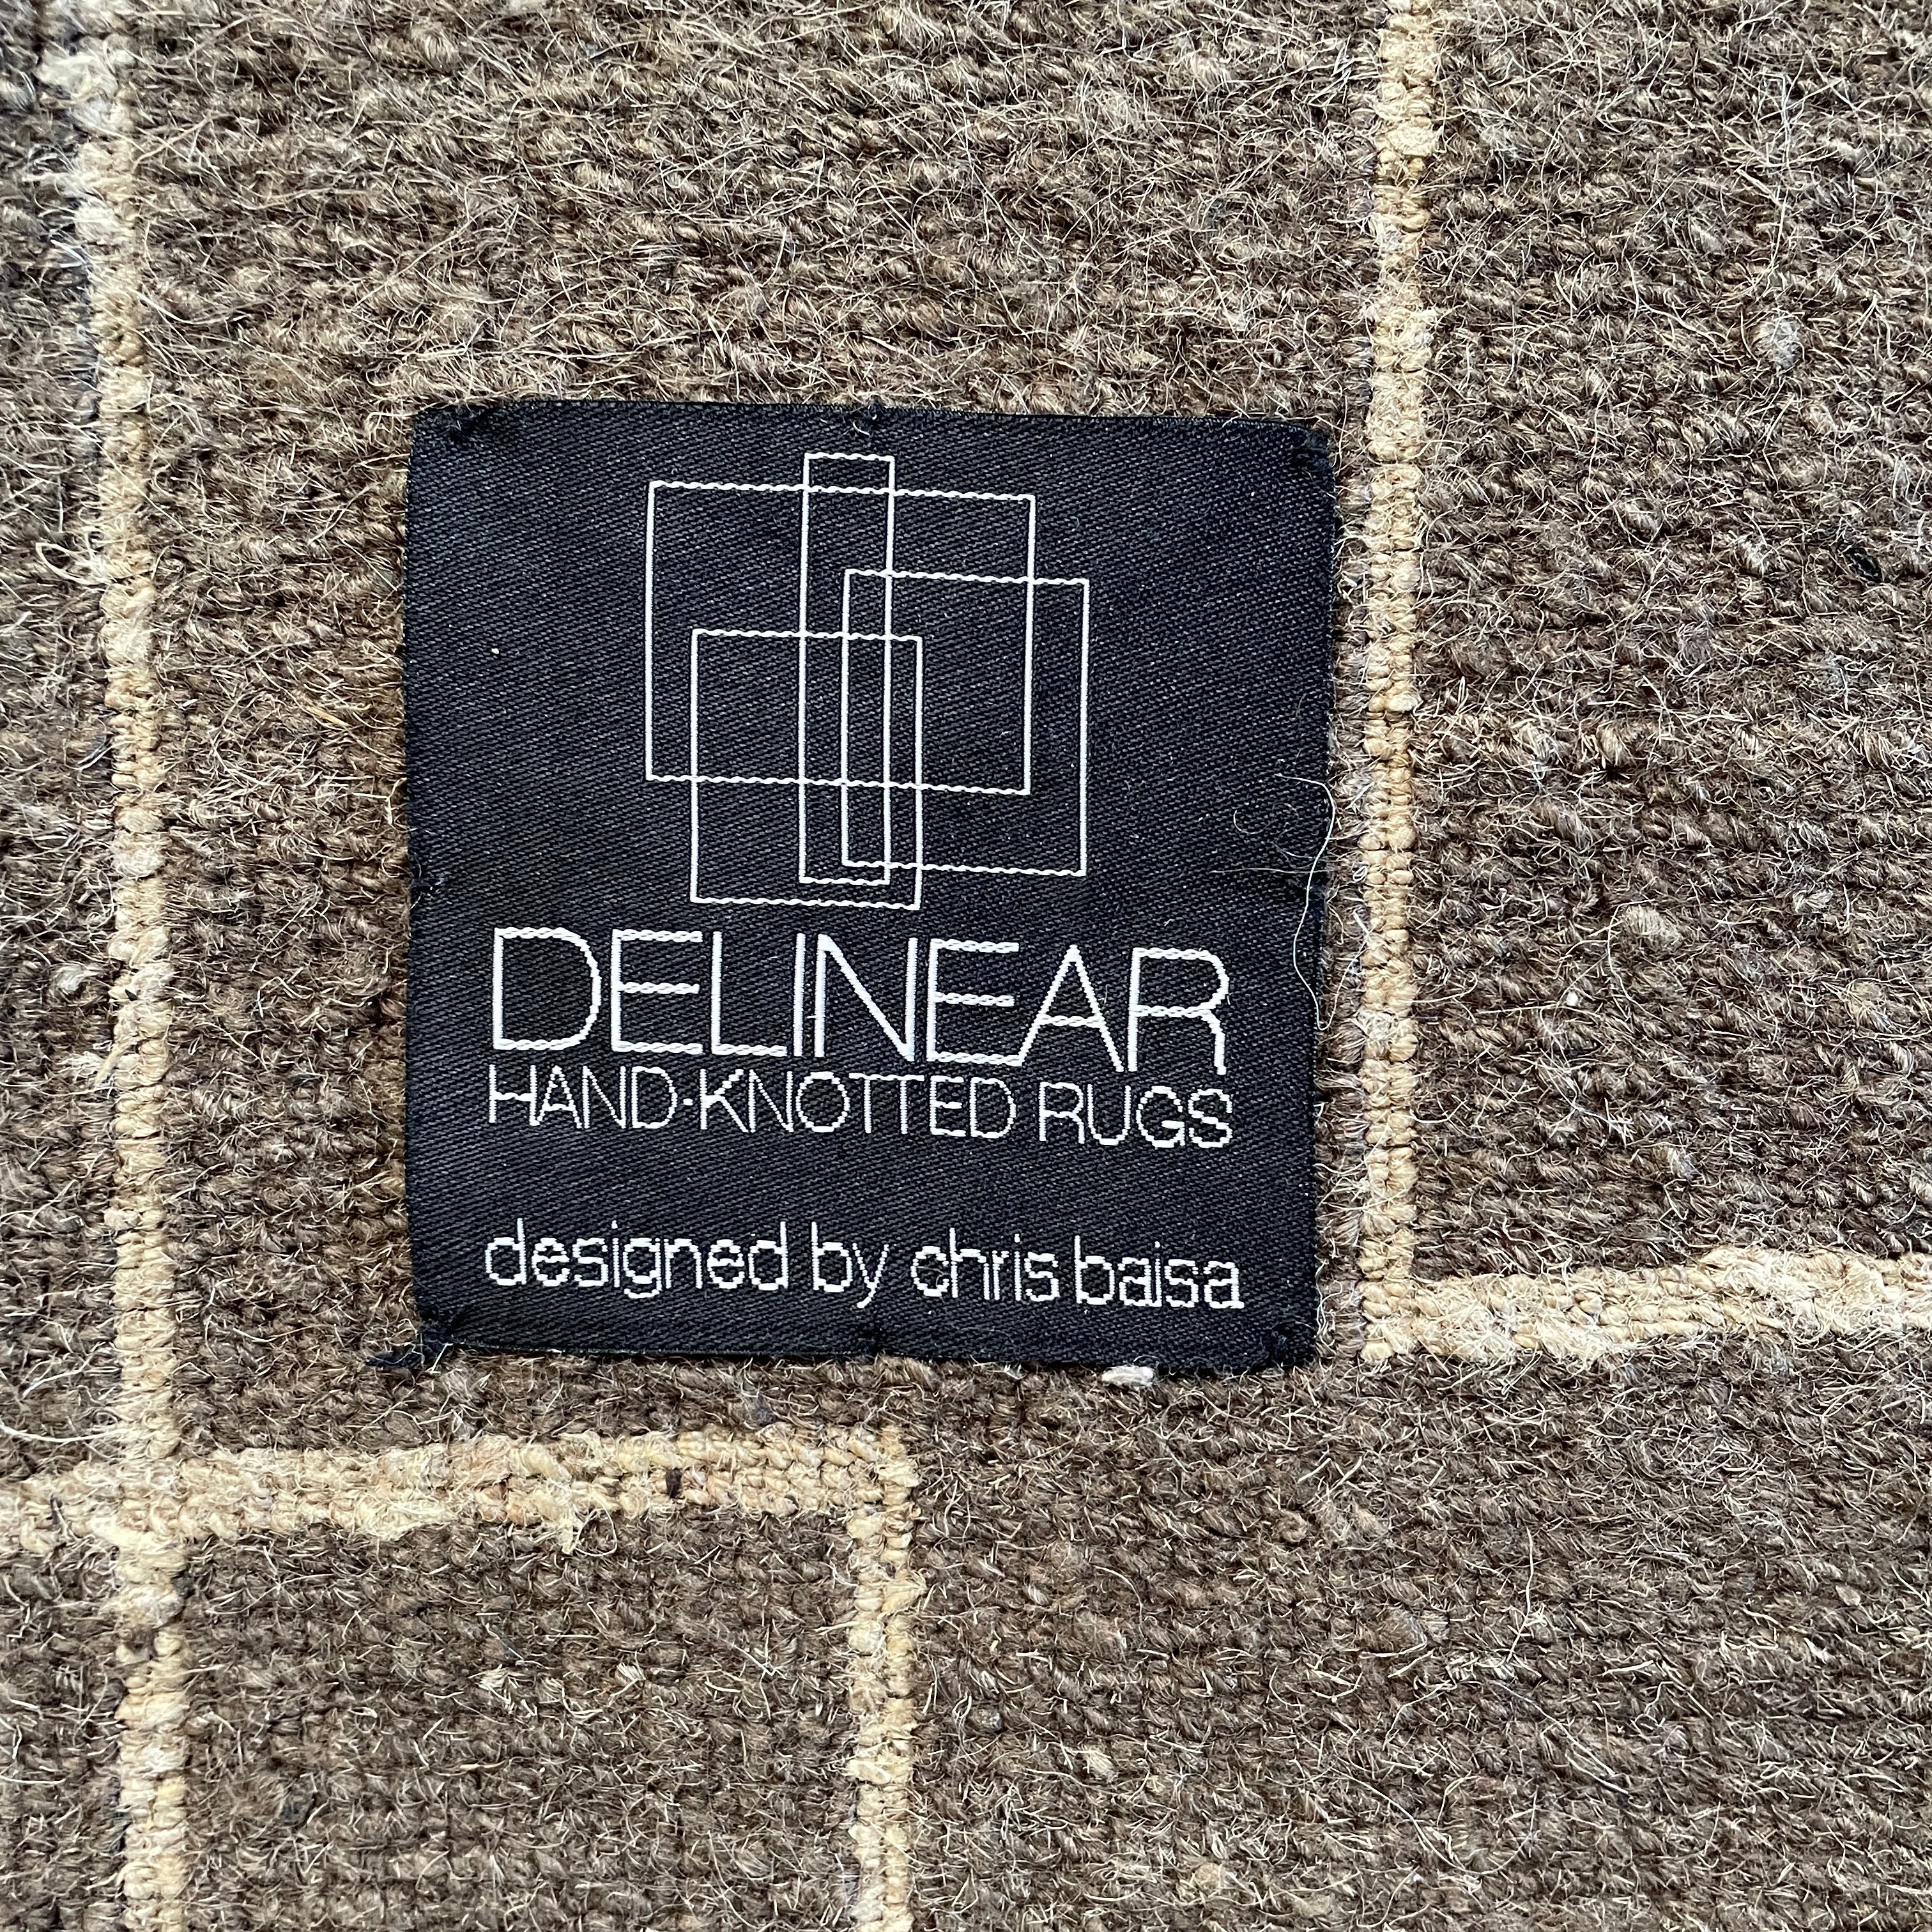 DELINEAR
HAND-KNOTTED RUGS
designed by chris baisa